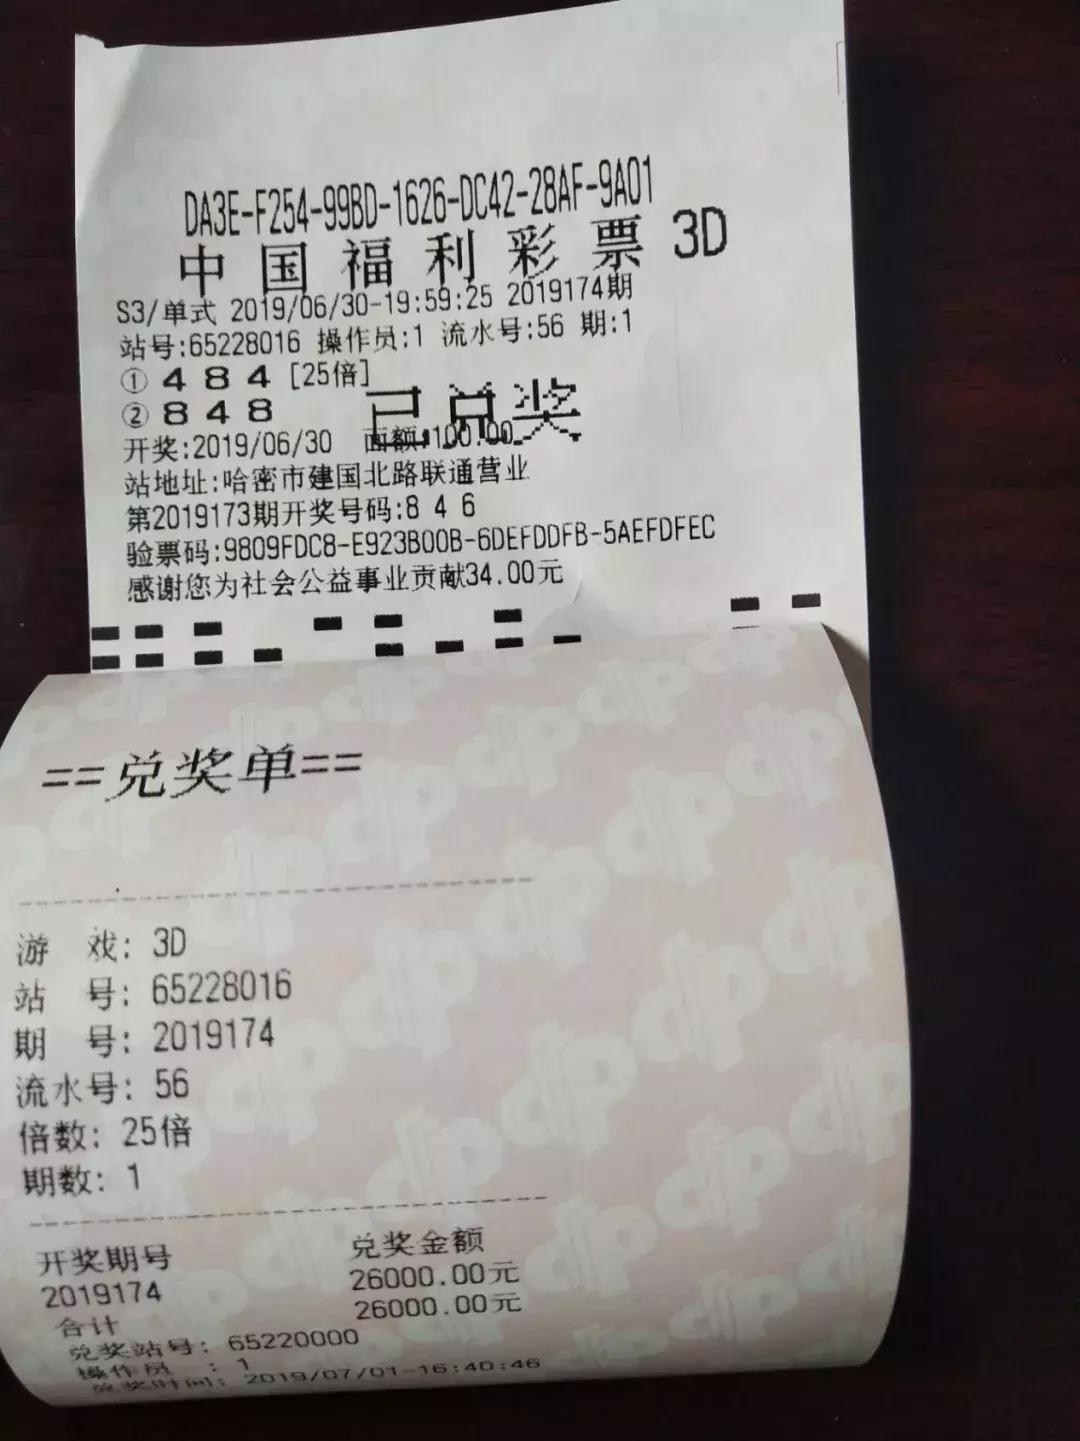 DA3E-F254-99BD-1626-DC42-28AF-9A01
中国福利彩票 3D
S3/单式 2019/06/30-19:59:25 2019174期
站号:65228016 操作员:1 流水号:56 期:1
① 4 8 4 [25倍]
② 8 4 8
已兑奖
开奖:2019/06/30 面额:100.00
站地址:哈密市建国北路联通营业
第2019173期开奖号码:8 4 6
验票码:9809FDC8-E923B00B-6DEFDDFB-5AEFDFEC
感谢您为社会公益事业贡献34.00元
==兑奖单==
游 戏: 3D
站 号: 65228016
期 号: 2019174
流水号: 56
倍数: 25倍
期数: 1
开奖期号 兑奖金额
2019174 26000.00元
合计 26000.00元
兑奖站号: 65220000
操作员 : 1
兑奖时间: 2019/07/01-16:40:46